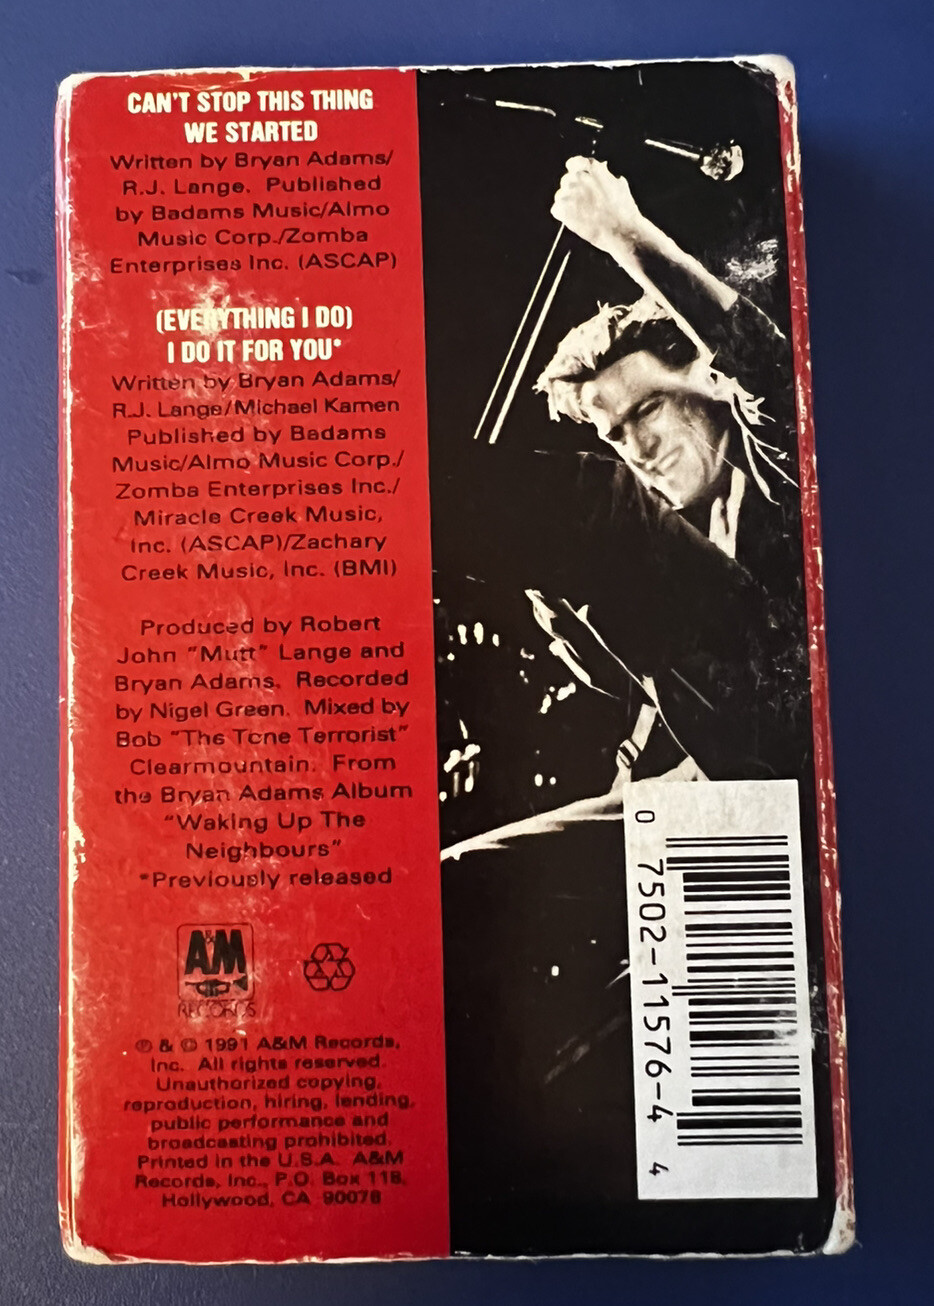 CAN'T STOP THIS THING
WE STARTED
Written by Bryan Adams/
R.J. Lange. Published
by Badams Music/Almo
Music Corp./Zomba
Enterprises Inc. (ASCAP)
(EVERYTHING I DO)
I DO IT FOR YOU*
Written by Bryan Adams/
R.J. Lange/Michael Kamen
Published by Badams
Music/Almo Music Corp./
Zomba Enterprises Inc./
Miracle Creek Music,
Inc. (ASCAP)/Zachary
Creek Music, Inc. (BMI)
Produced by Robert
John "Mutt" Lange and
Bryan Adams. Recorded
by Nigel Green. Mixed by
Bob "The Tone Terrorist"
Clearmountain. From
the Bryan Adams Album
"Waking Up The
Neighbours"
*Previously released
A&M
RECORDS
℗ & © 1991 A&M Records,
Inc. All rights reserved.
Unauthorized copying,
reproduction, hiring, lending,
public performance and
broadcasting prohibited.
Printed in the U.S.A. A&M
Records, Inc., P.O. Box 118,
Hollywood, CA 90078
0 7502-11576-4 4